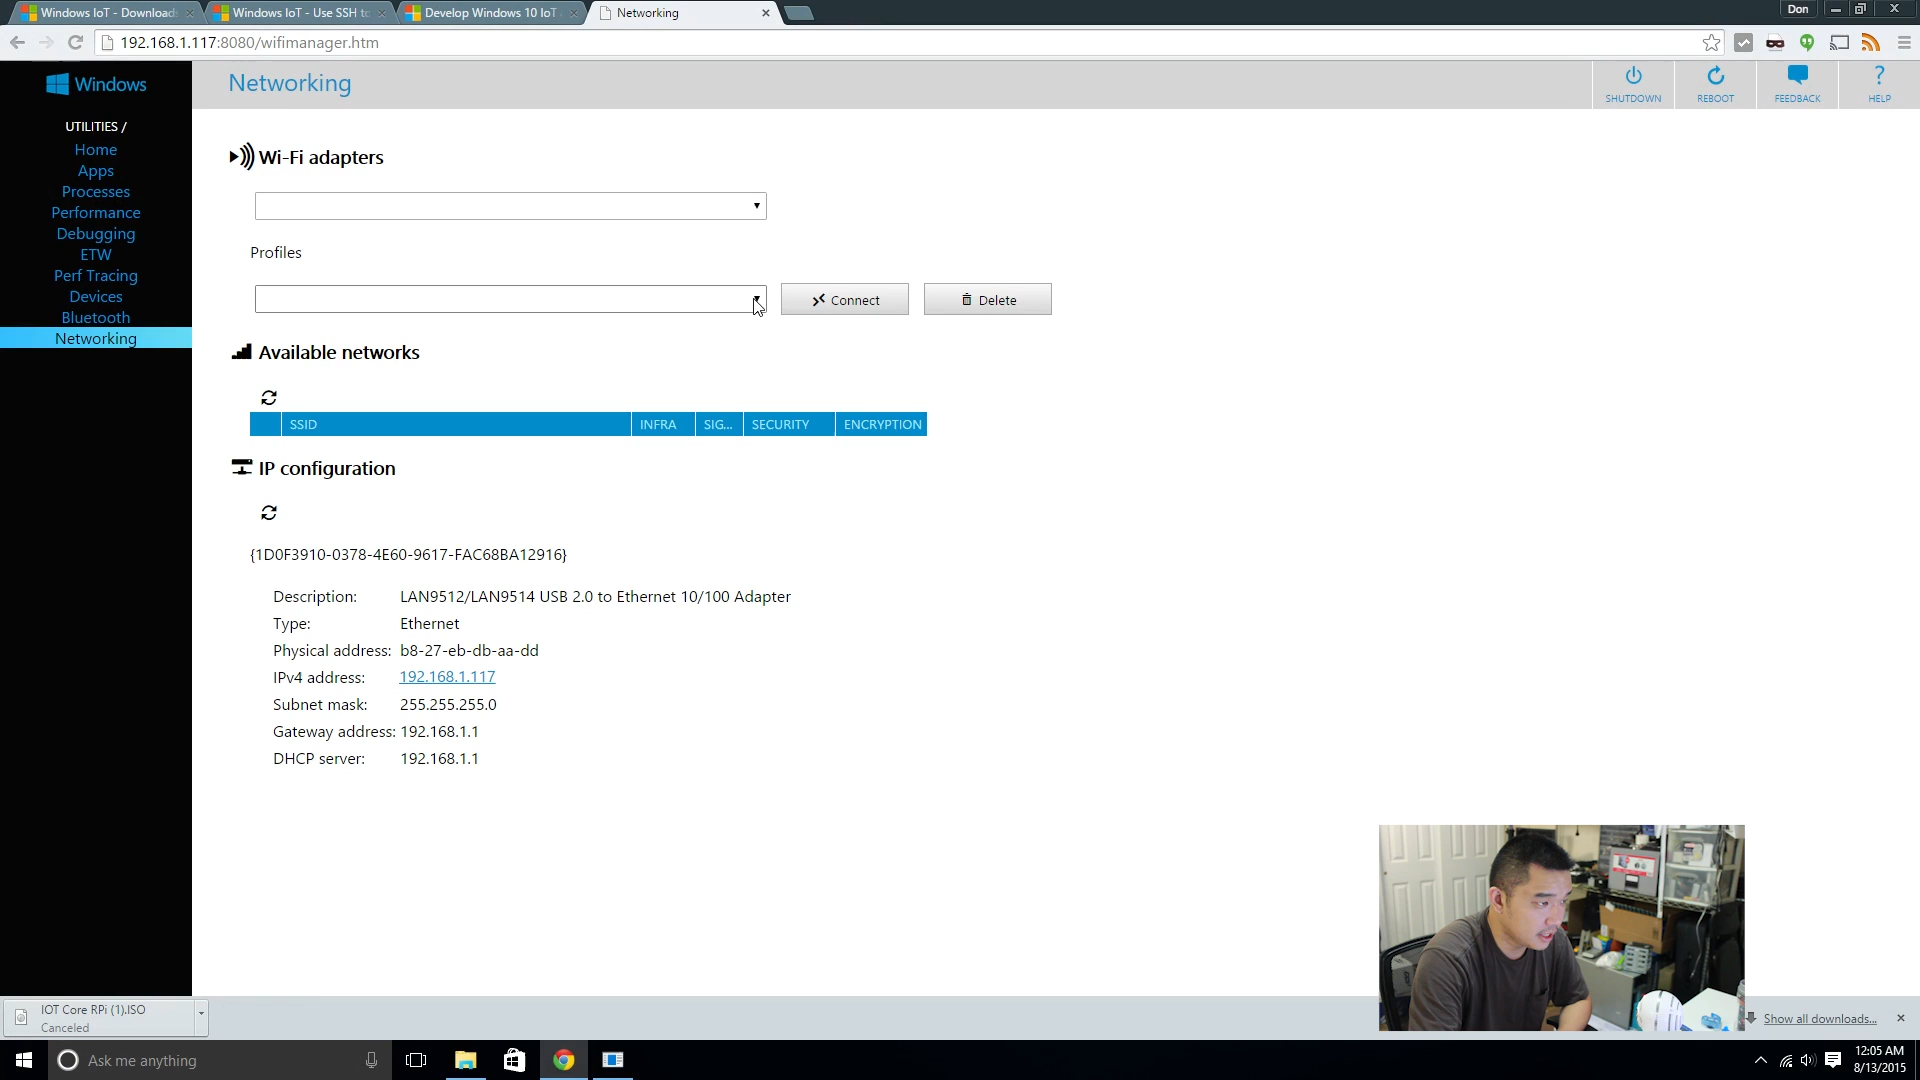 Windows IoT - Download
Windows IoT - Use SSH to
Develop Windows 10 IoT
Networking
Don
192.168.1.117:8080/wifimanager.htm
Windows
Networking
SHUTDOWN
REBOOT
FEEDBACK
HELP
UTILITIES /
Home
Apps
Processes
Performance
Debugging
ETW
Perf Tracing
Devices
Bluetooth
Networking
Wi-Fi adapters
Profiles
Connect
Delete
Available networks
SSID INFRA SIG... SECURITY ENCRYPTION
IP configuration
{1D0F3910-0378-4E60-9617-FAC68BA12916}
Description: LAN9512/LAN9514 USB 2.0 to Ethernet 10/100 Adapter
Type: Ethernet
Physical address: b8-27-eb-db-aa-dd
IPv4 address: 192.168.1.117
Subnet mask: 255.255.255.0
Gateway address: 192.168.1.1
DHCP server: 192.168.1.1
IOT Core RPi (1).ISO
Canceled
Show all downloads...
Ask me anything
12:05 AM
8/13/2015